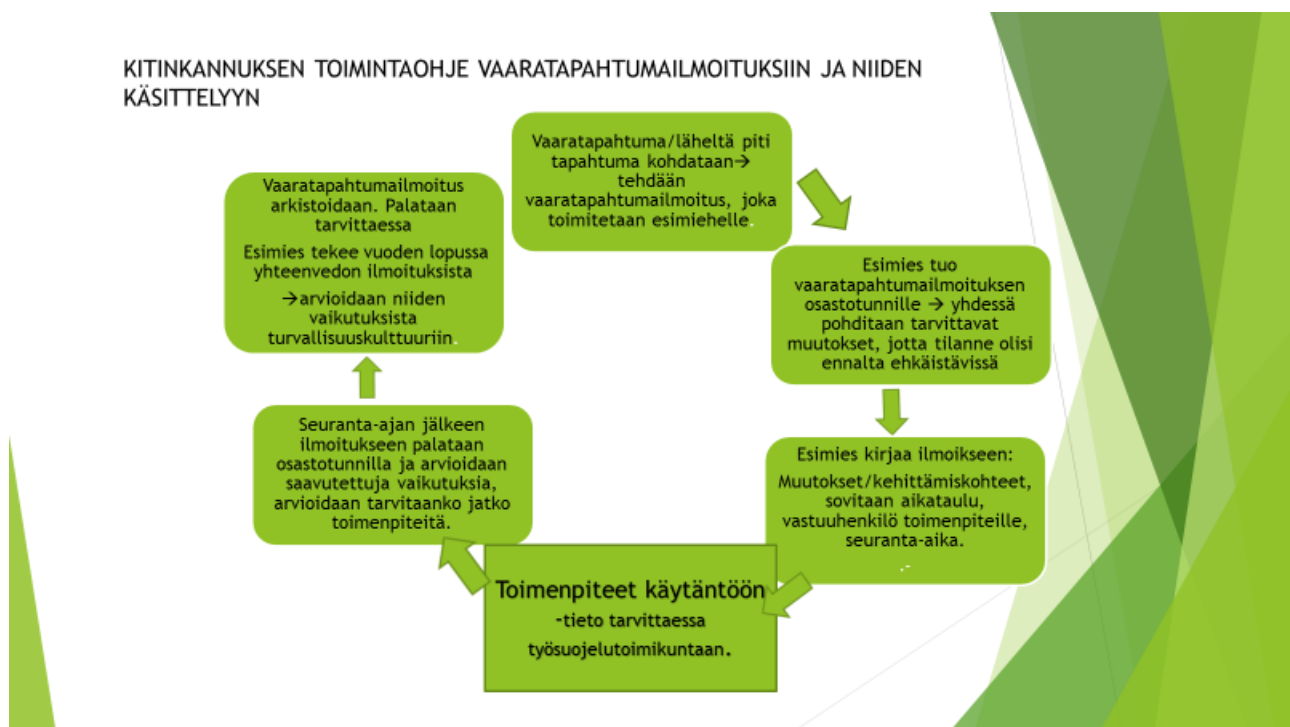 KITINKANNUKSEN TOIMINTAOHJE VAARATAPAHTUMAILMOITUKSIIN JA NIIDEN
KÄSITTELYYN
Vaaratapahtuma/läheltä piti
tapahtuma kohdataan→
tehdään
vaaratapahtumailmoitus, joka
toimitetaan esimiehelle.
Esimies tuo
vaaratapahtumailmoituksen
osastotunnille → yhdessä
pohditaan tarvittavat
muutokset, jotta tilanne olisi
ennalta ehkäistävissä
Esimies kirjaa ilmoikseen:
Muutokset/kehittämiskohteet,
sovitaan aikataulu,
vastuuhenkilö toimenpiteille,
seuranta-aika.
.-
Toimenpiteet käytäntöön
-tieto tarvittaessa
työsuojelutoimikuntaan.
Seuranta-ajan jälkeen
ilmoitukseen palataan
osastotunnilla ja arvioidaan
saavutettuja vaikutuksia,
arvioidaan tarvitaanko jatko
toimenpiteitä.
Vaaratapahtumailmoitus
arkistoidaan. Palataan
tarvittaessa
Esimies tekee vuoden lopussa
yhteenvedon ilmoituksista
→arvioidaan niiden
vaikutuksista
turvallisuuskulttuuriin.